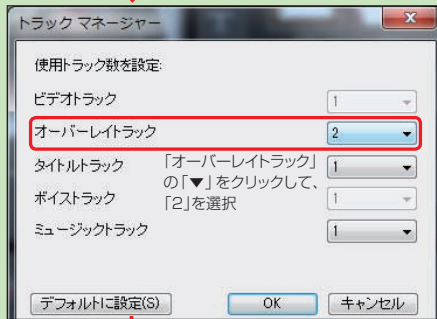 トラック マネージャー
使用トラック数を設定:
ビデオトラック 1
オーバーレイトラック 2
タイトルトラック 1
「オーバーレイトラック」
の「▼」をクリックして、
「2」を選択
ボイストラック 1
ミュージックトラック 1
デフォルトに設定(S) OK キャンセル